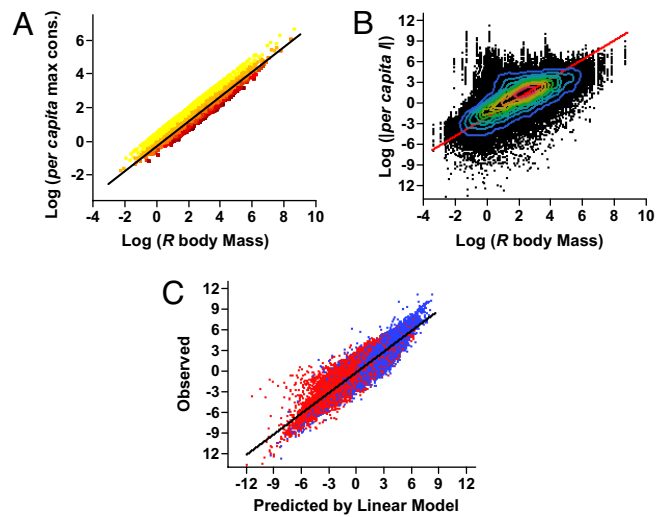 A
Log (per capita max cons.)
6
4
2
0
-2
-4 -2 0 2 4 6 8 10
Log (R body Mass)
B
Log (|per capita I|)
12
9
6
3
0
-3
-6
-9
-12
-4 -2 0 2 4 6 8 10
Log (R body Mass)
C
Observed
12
9
6
3
0
-3
-6
-9
-12
-12 -9 -6 -3 0 3 6 9 12
Predicted by Linear Model